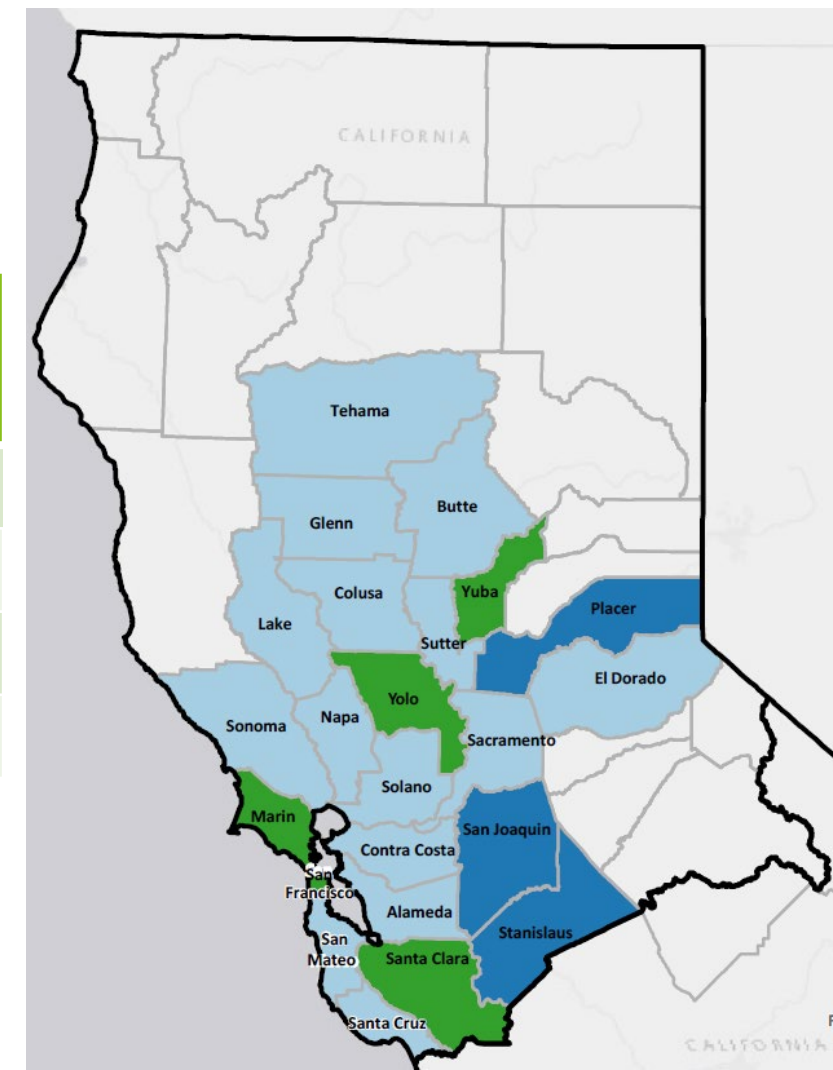 CALIFORNIA
Tehama
Butte
Glenn
Yuba
Colusa
Placer
Lake
Sutter
El Dorado
Yolo
Napa
Sonoma
Sacramento
Solano
Marin
San Joaquin
Contra Costa
San
Francisco
Alameda
Stanislaus
San
Mateo
Santa Clara
Santa Cruz
CALIFORNIA